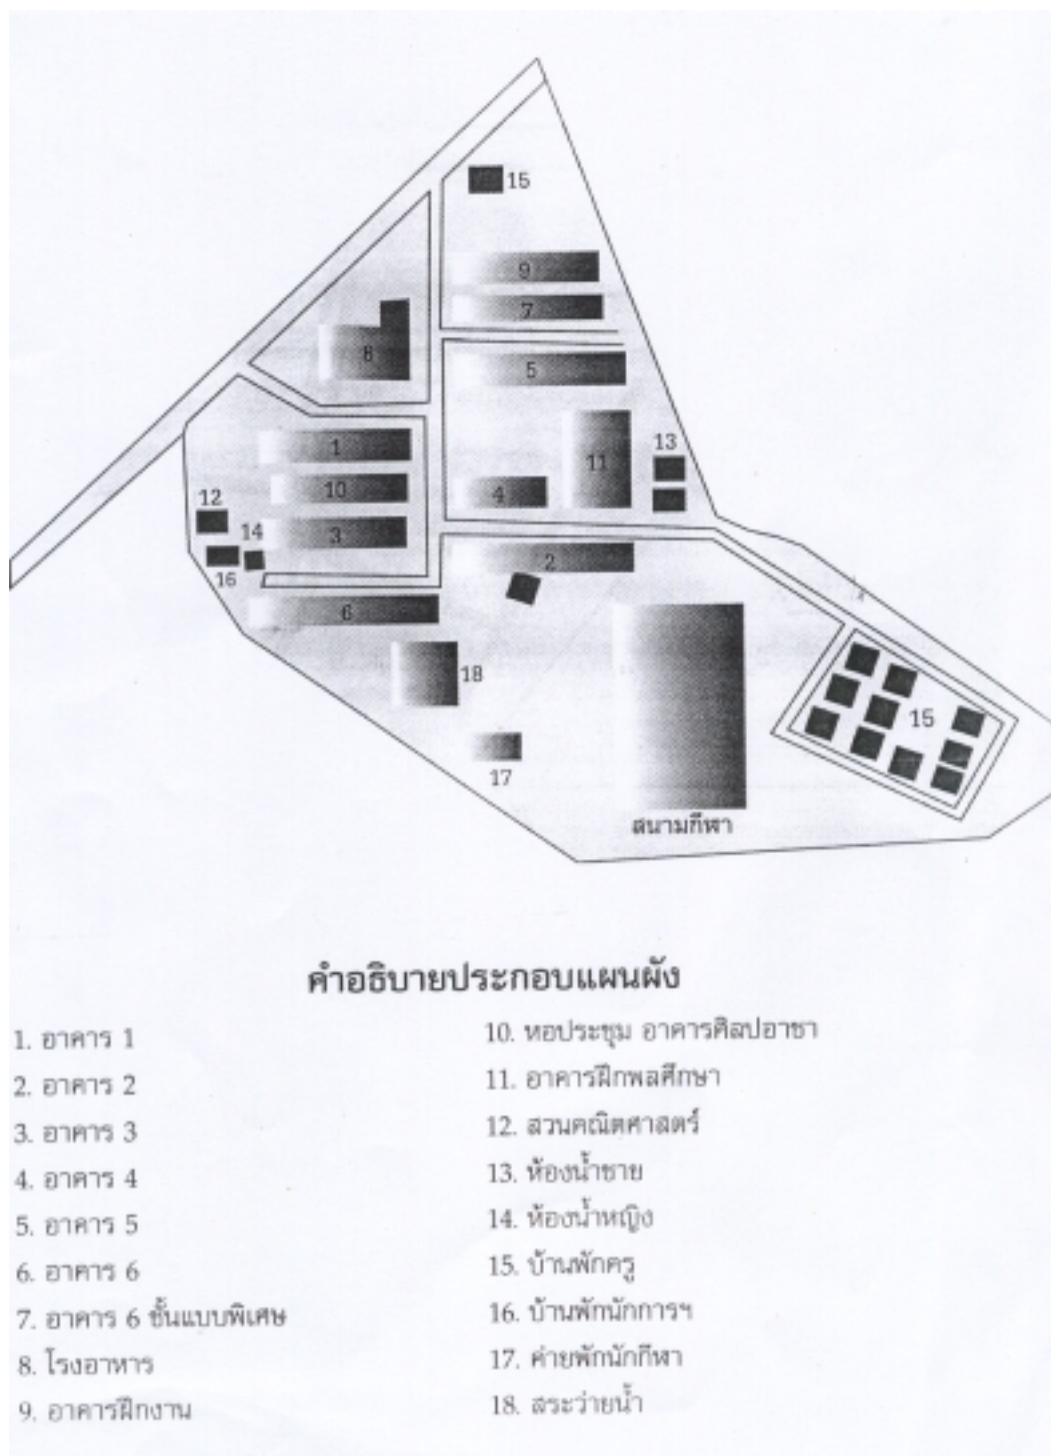 15
9
7
8
5
1
13
11
10
4
12
3
14
2
16
6
18
15
17
สนามกีฬา
คำอธิบายประกอบแผนผัง
1. อาคาร 1
2. อาคาร 2
3. อาคาร 3
4. อาคาร 4
5. อาคาร 5
6. อาคาร 6
7. อาคาร 6 ชั้นแบบพิเศษ
8. โรงอาหาร
9. อาคารฝึกงาน
10. หอประชุม อาคารศิลปอาชา
11. อาคารฝึกพลศึกษา
12. สวนคณิตศาสตร์
13. ห้องน้ำชาย
14. ห้องน้ำหญิง
15. บ้านพักครู
16. บ้านพักนักการฯ
17. ค่ายพักนักกีฬา
18. สระว่ายน้ำ